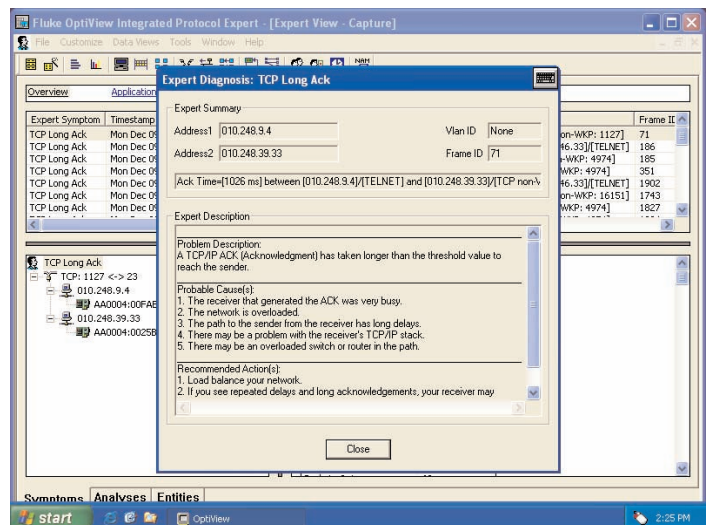 Fluke OptiView Integrated Protocol Expert - [Expert View - Capture]
File Customize Data Views Tools Window Help
Overview Application
Expert Symptom Timestamp Frame ID
TCP Long Ack Mon Dec 09 on-WKP: 1127] 71
TCP Long Ack Mon Dec 09 46.33]/[TELNET] 186
TCP Long Ack Mon Dec 09 -WKP: 4974] 185
TCP Long Ack Mon Dec 09 WKP: 4974] 351
TCP Long Ack Mon Dec 09 46.33]/[TELNET] 1902
TCP Long Ack Mon Dec 09 on-WKP: 16151] 1743
TCP Long Ack Mon Dec 09 WKP: 4974] 1827
TCP Long Ack
TCP: 1127 <-> 23
010.248.9.4
AA0004:00FAE
010.248.39.33
AA0004:0025B
Expert Diagnosis: TCP Long Ack
Expert Summary
Address1 010.248.9.4 Vlan ID None
Address2 010.248.39.33 Frame ID 71
Ack Time=[1026 ms] between [010.248.9.4]/[TELNET] and [010.248.39.33]/[TCP non-W
Expert Description
Problem Description:
A TCP/IP ACK (Acknowledgment) has taken longer than the threshold value to
reach the sender.
Probable Cause(s):
1. The receiver that generated the ACK was very busy.
2. The network is overloaded.
3. The path to the sender from the receiver has long delays.
4. There may be a problem with the receiver's TCP/IP stack.
5. There may be an overloaded switch or router in the path.
Recommended Action(s):
1. Load balance your network.
2. If you see repeated delays and long acknowledgements, your receiver may
Close
Symptoms Analyses Entities
start OptiView 2:25 PM